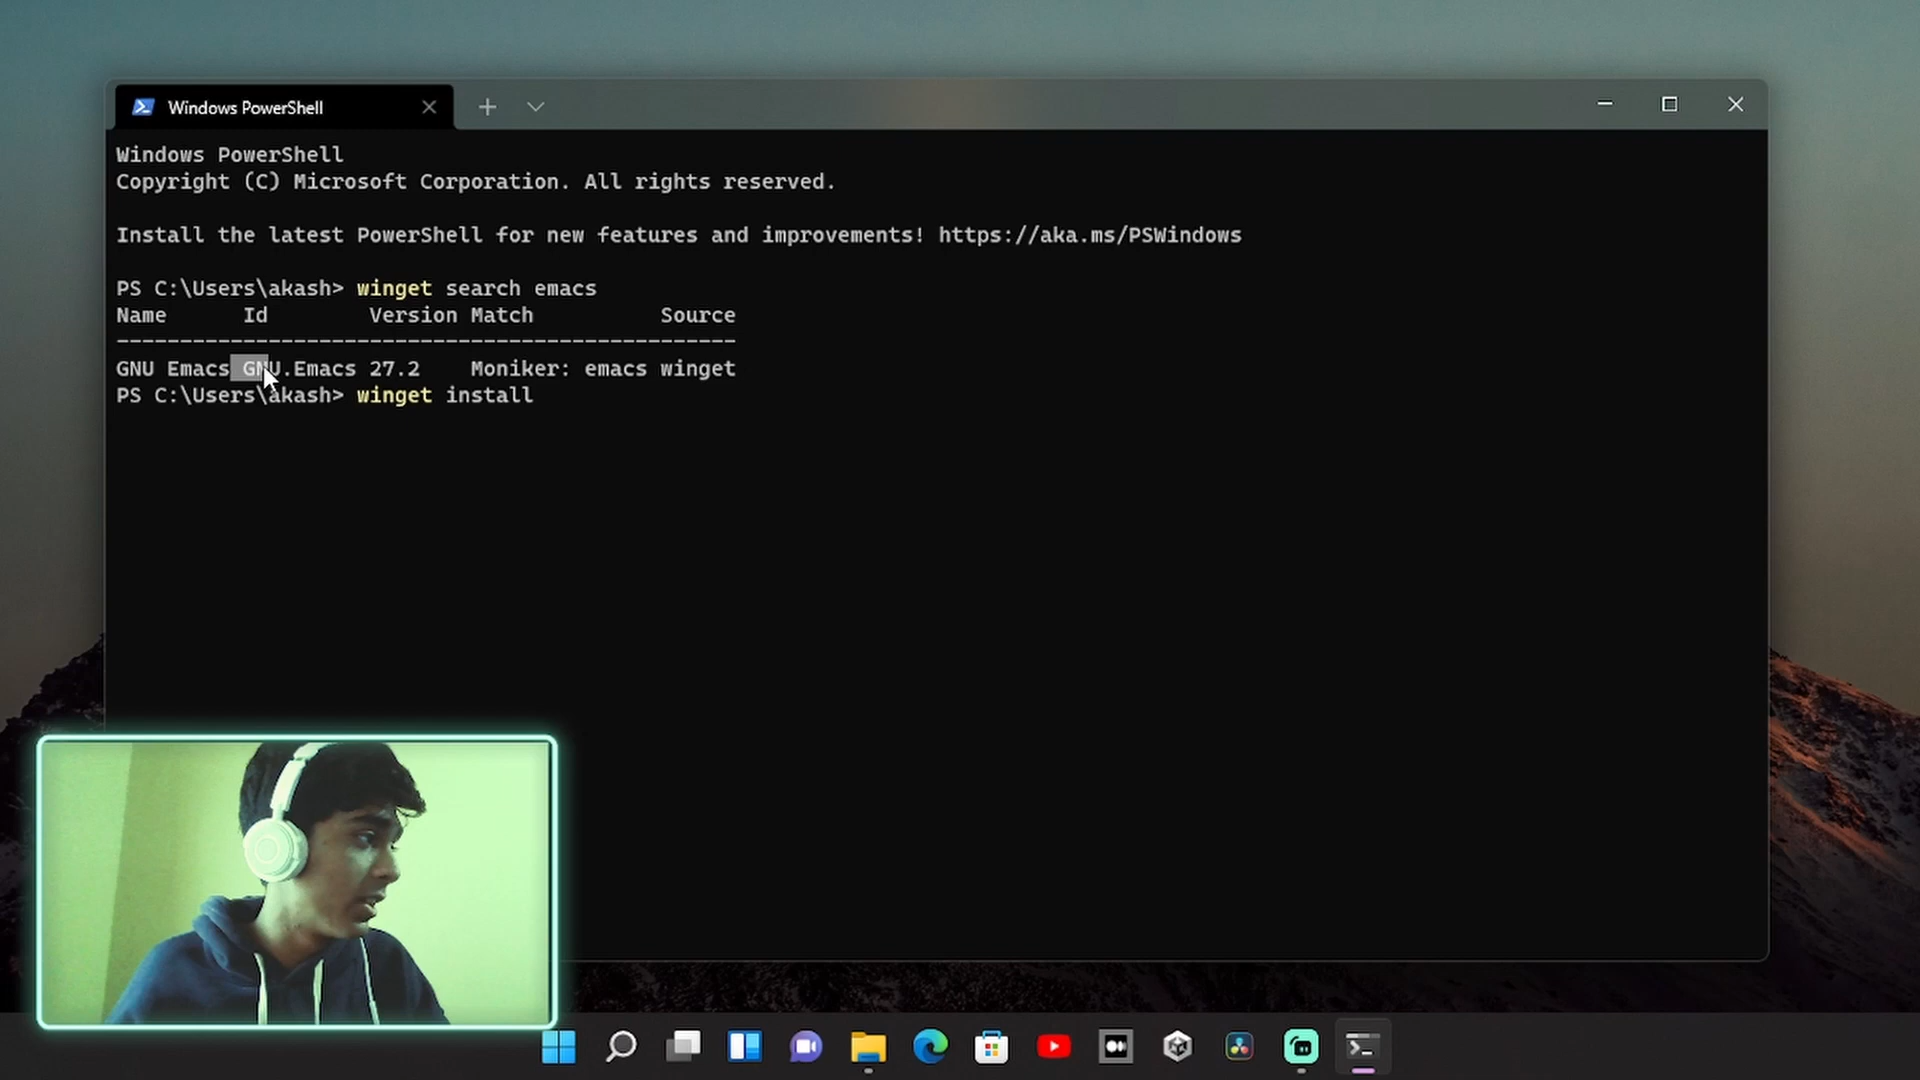 Windows PowerShell
Windows PowerShell
Copyright (C) Microsoft Corporation. All rights reserved.
Install the latest PowerShell for new features and improvements! https://aka.ms/PSWindows
PS C:\Users\akash> winget search emacs
Name Id Version Match Source
---------------------------------------------------
GNU Emacs GNU.Emacs 27.2 Moniker: emacs winget
PS C:\Users\akash> winget install